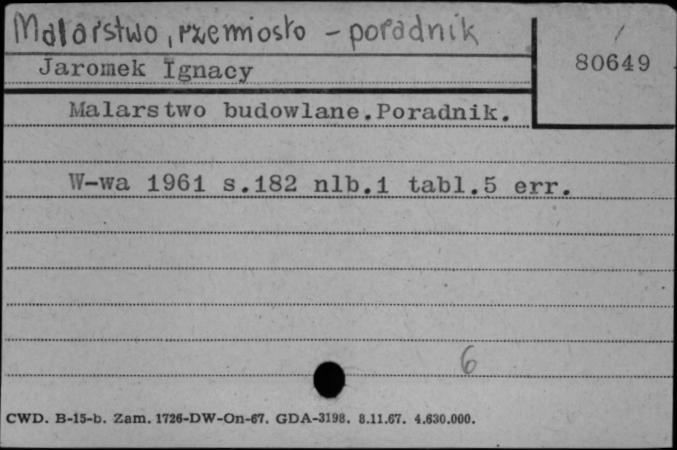 Malarstwo, rzemiosło - poradnik
Jaromek Ignacy
80649
Malarstwo budowlane.Poradnik.
W-wa 1961 s.182 nlb.1 tabl.5 err.
6
CWD. B-15-b. Zam. 1726-DW-On-67. GDA-3198. 8.11.67. 4.630.000.